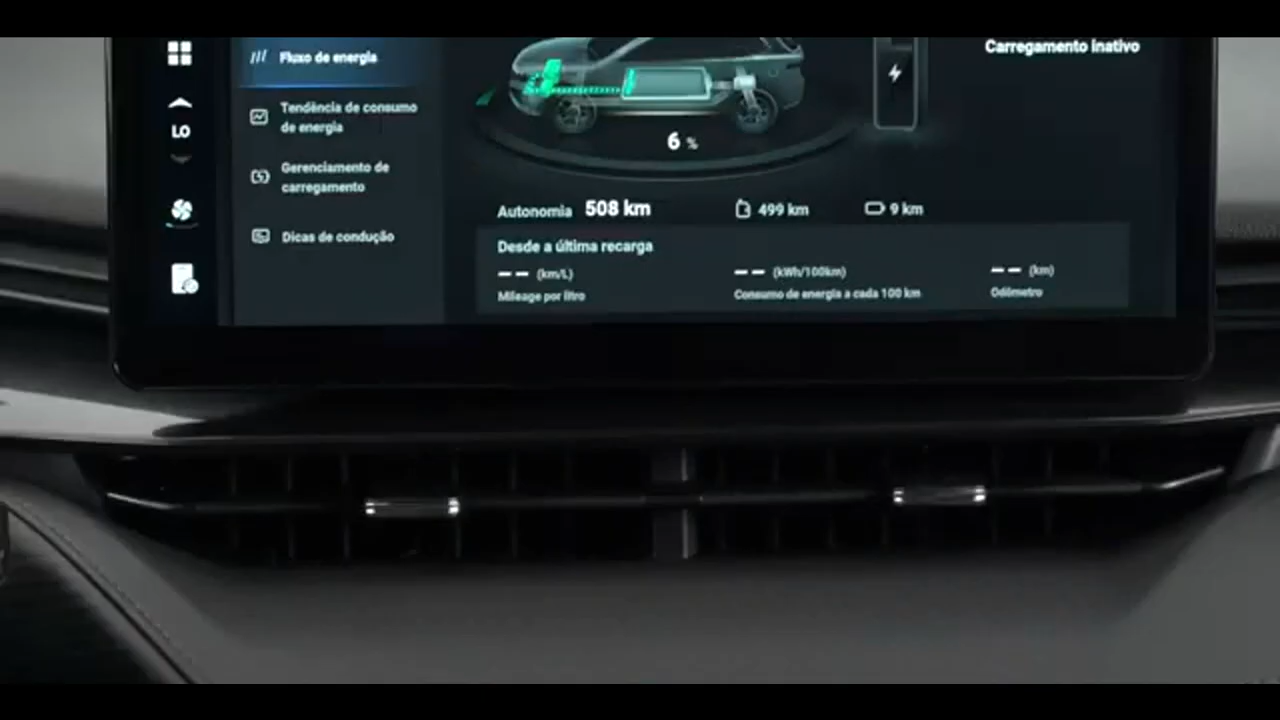 Fluxo de energia
Tendência de consumo
de energia
Gerenciamento de
carregamento
Dicas de condução
LO
Carregamento inativo
6 %
Autonomia 508 km
499 km
9 km
Desde a última recarga
-- (km/L)
Mileage por litro
-- (kWh/100km)
Consumo de energia a cada 100 km
-- (km)
Odômetro